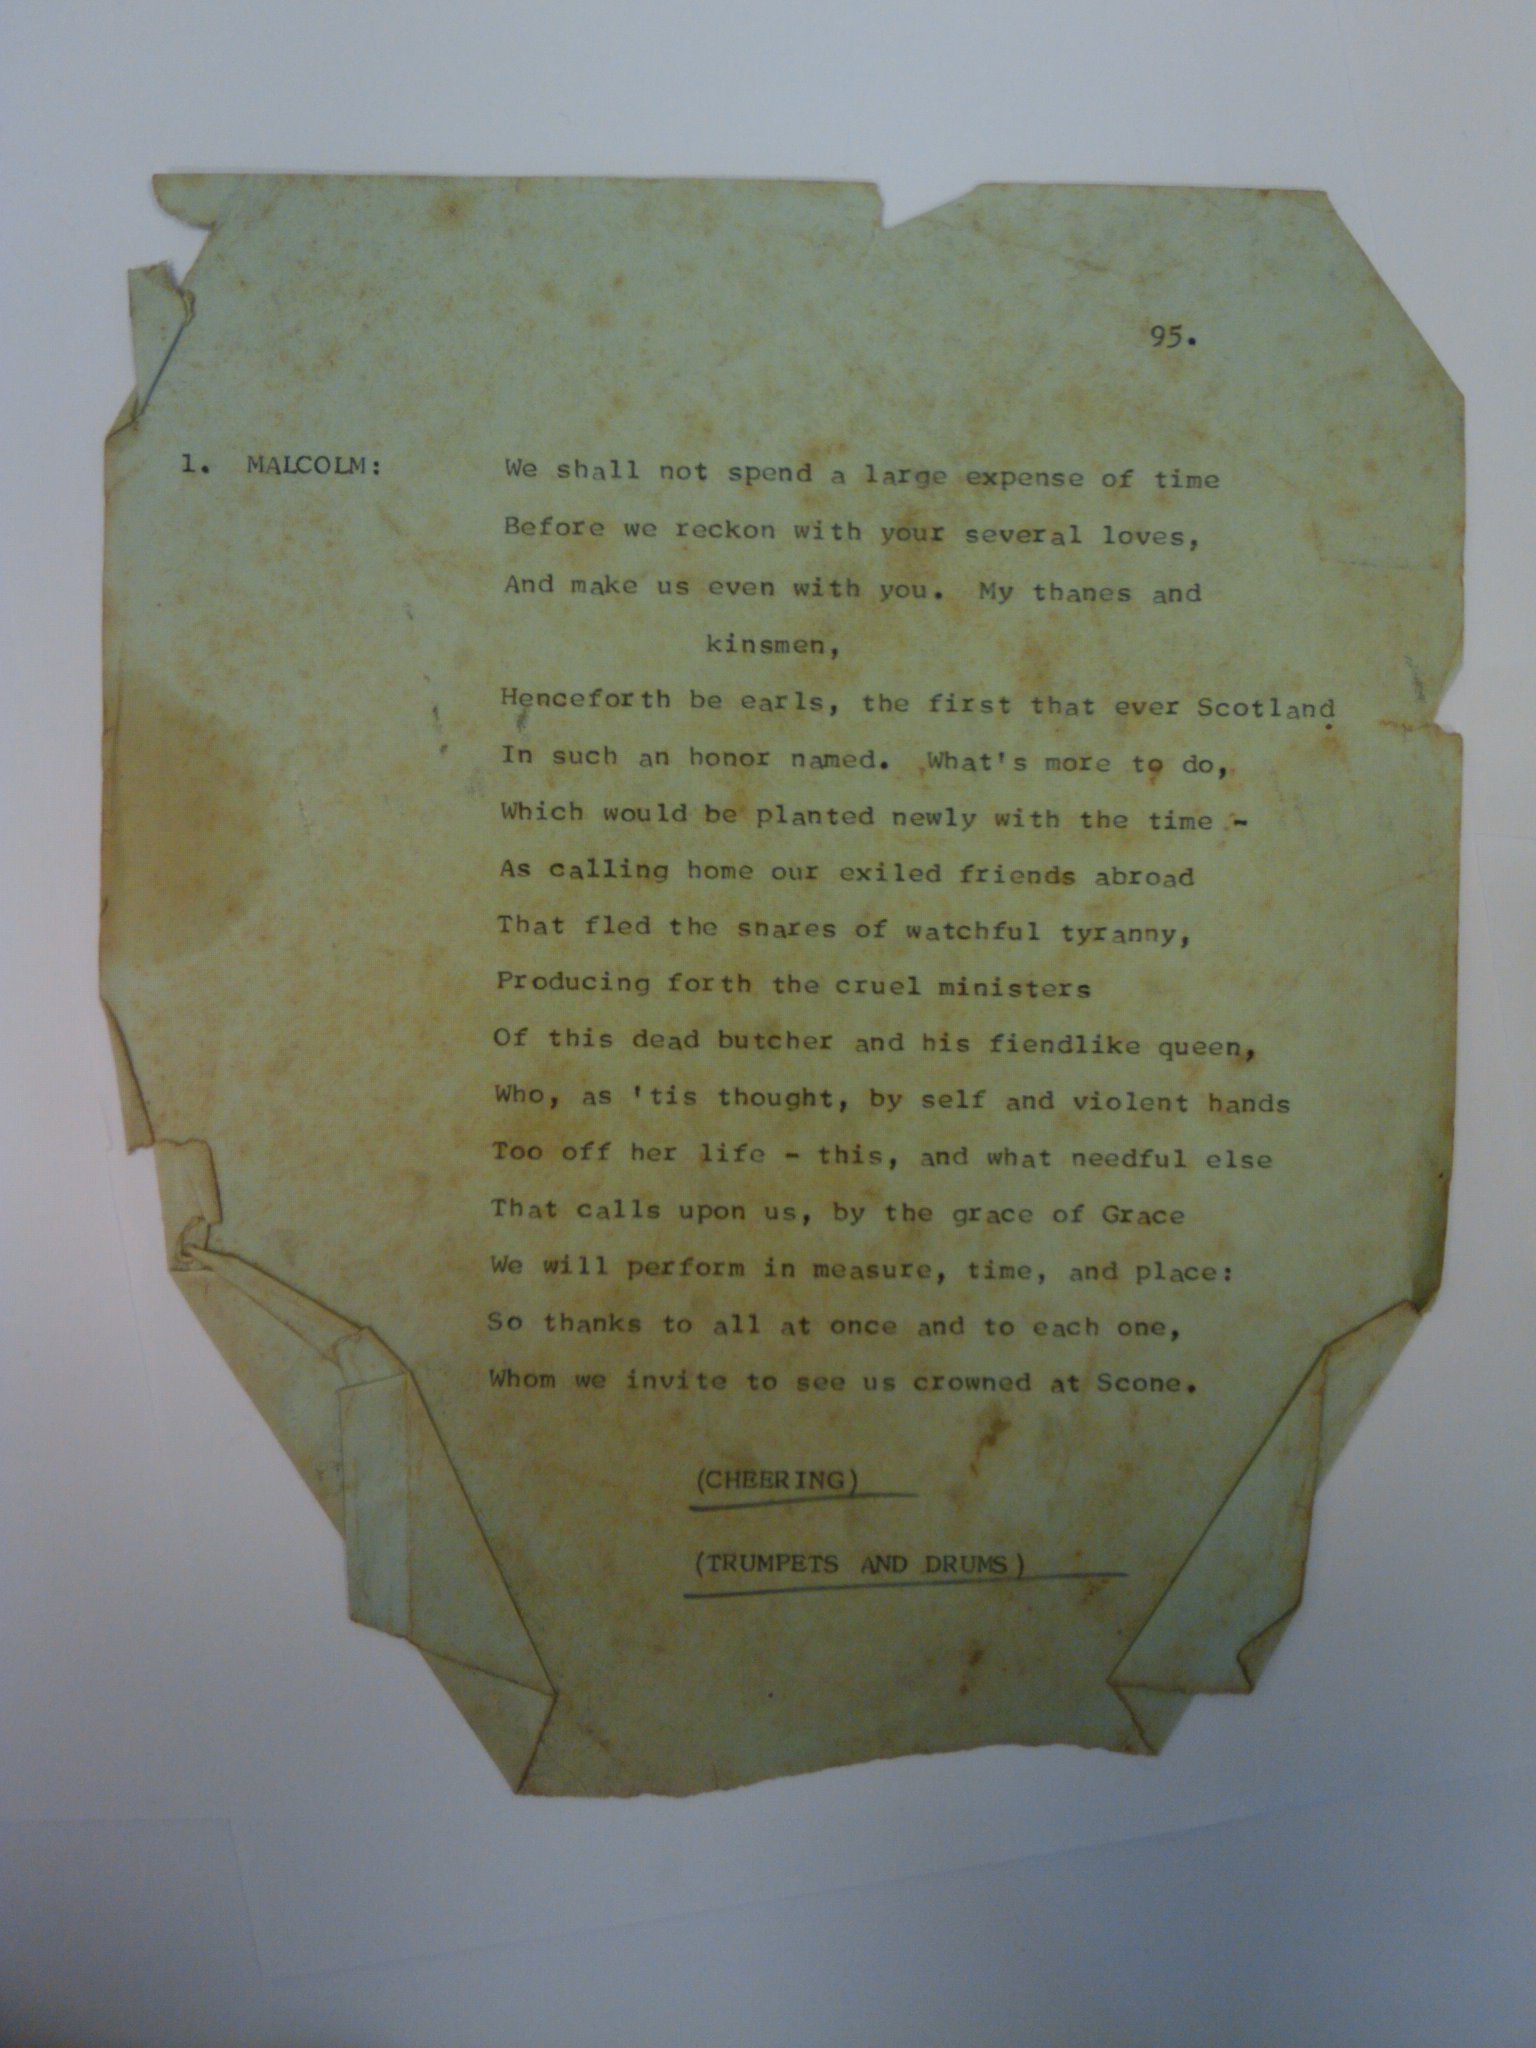 95.
1. MALCOLM: We shall not spend a large expense of time
Before we reckon with your several loves,
And make us even with you. My thanes and
kinsmen,
Henceforth be earls, the first that ever Scotland
In such an honor named. What's more to do,
Which would be planted newly with the time -
As calling home our exiled friends abroad
That fled the snares of watchful tyranny,
Producing forth the cruel ministers
Of this dead butcher and his fiendlike queen,
Who, as 'tis thought, by self and violent hands
Too off her life - this, and what needful else
That calls upon us, by the grace of Grace
We will perform in measure, time, and place:
So thanks to all at once and to each one,
Whom we invite to see us crowned at Scone.
(CHEERING)
(TRUMPETS AND DRUMS)